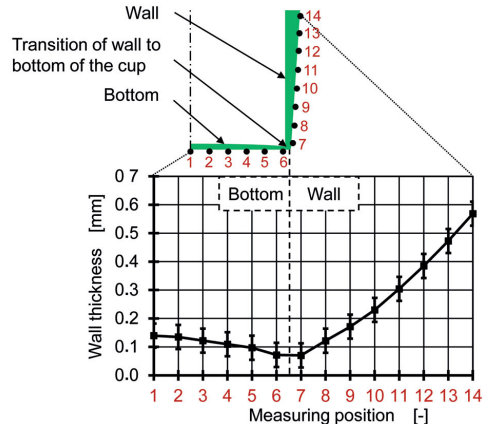 Wall
Transition of wall to
bottom of the cup
Bottom
14
13
12
11
10
9
8
7
1 2 3 4 5 6
Bottom Wall
Wall thickness [mm]
0 7
0.6
0.5
0.4
0.3
0.2
0.1
0.0
1 2 3 4 5 6 7 8 9 10 11 12 13 14
Measuring position [-]